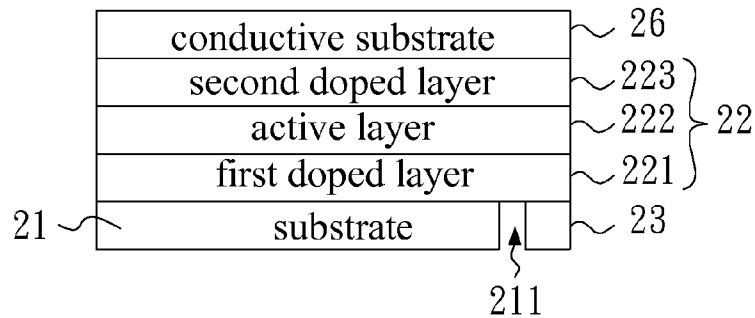 conductive substrate 26
second doped layer 223
active layer 222 22
first doped layer 221
21 substrate 23
211